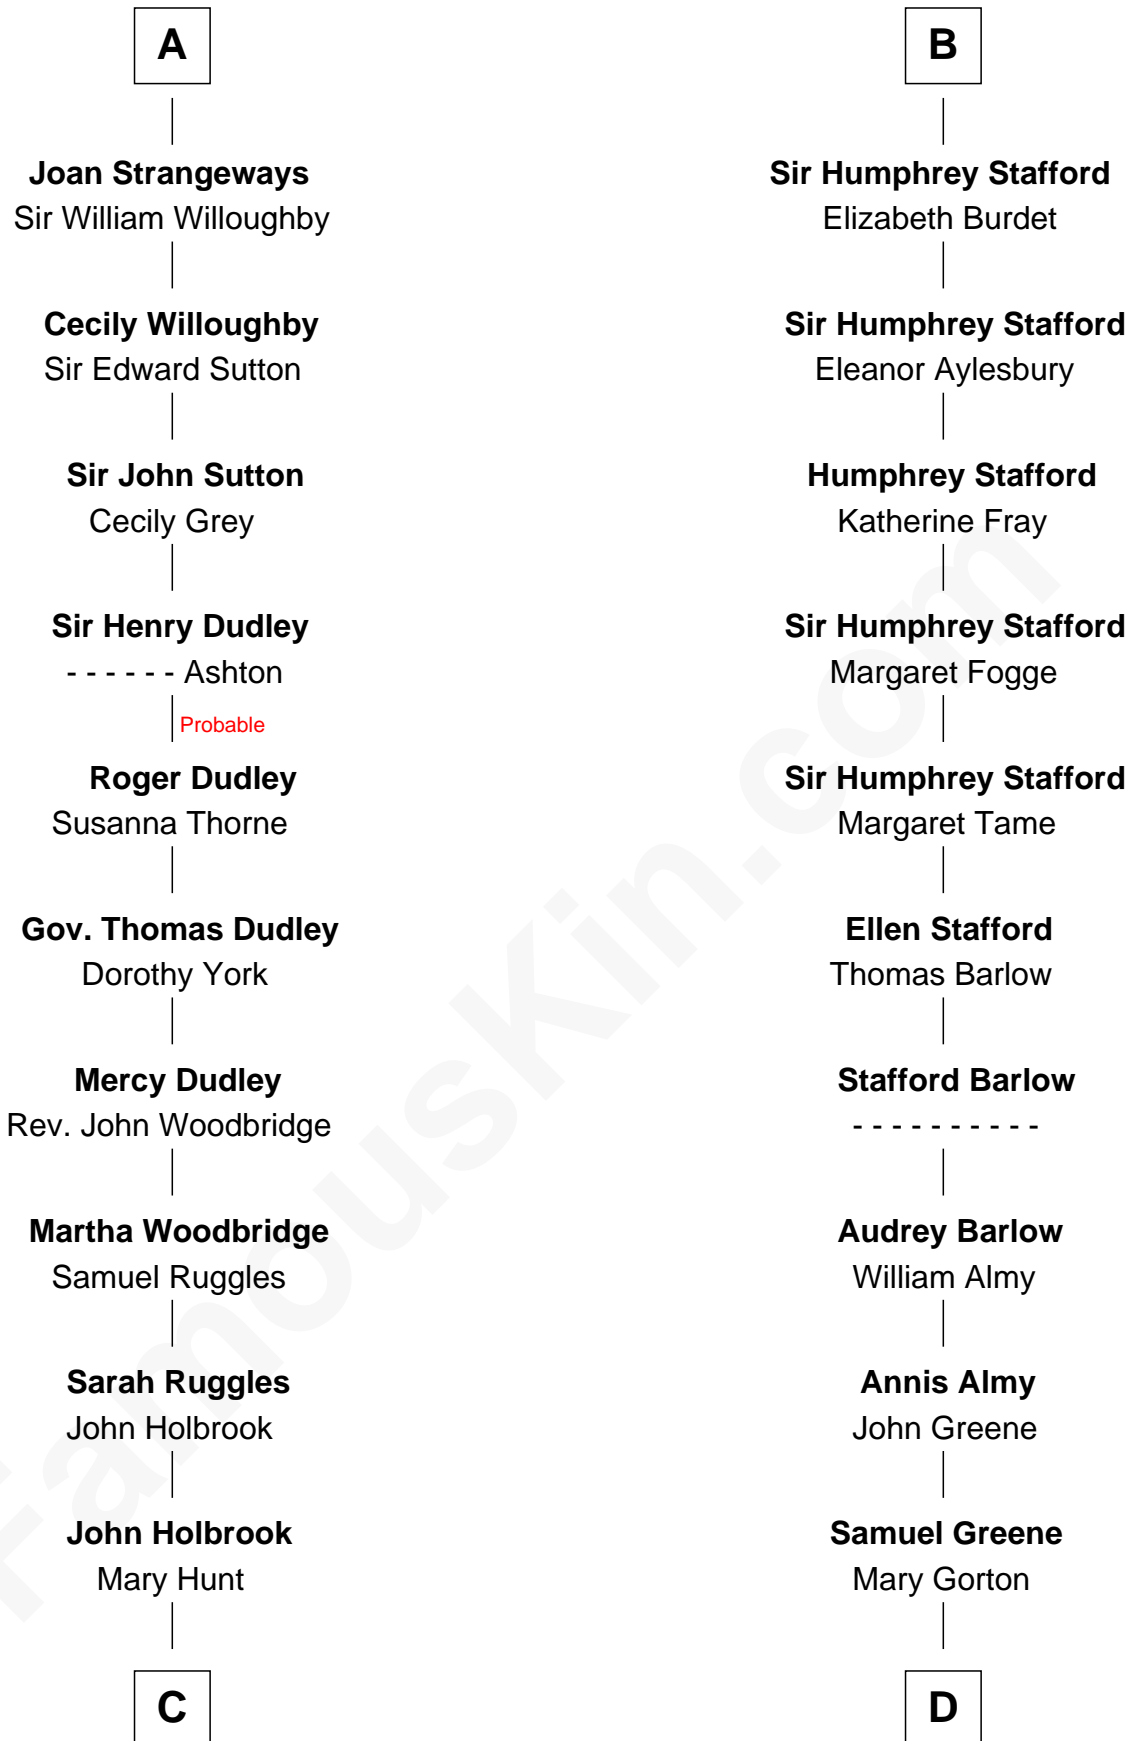 A
Joan Strangeways
Sir William Willoughby
Cecily Willoughby
Sir Edward Sutton
Sir John Sutton
Cecily Grey
Sir Henry Dudley
- - - - - - Ashton
Probable
Roger Dudley
Susanna Thorne
Gov. Thomas Dudley
Dorothy York
Mercy Dudley
Rev. John Woodbridge
Martha Woodbridge
Samuel Ruggles
Sarah Ruggles
John Holbrook
John Holbrook
Mary Hunt
C
B
Sir Humphrey Stafford
Elizabeth Burdet
Sir Humphrey Stafford
Eleanor Aylesbury
Humphrey Stafford
Katherine Fray
Sir Humphrey Stafford
Margaret Fogge
Sir Humphrey Stafford
Margaret Tame
Ellen Stafford
Thomas Barlow
Stafford Barlow
- - - - - - - - - -
Audrey Barlow
William Almy
Annis Almy
John Greene
Samuel Greene
Mary Gorton
D
FamousKin.com